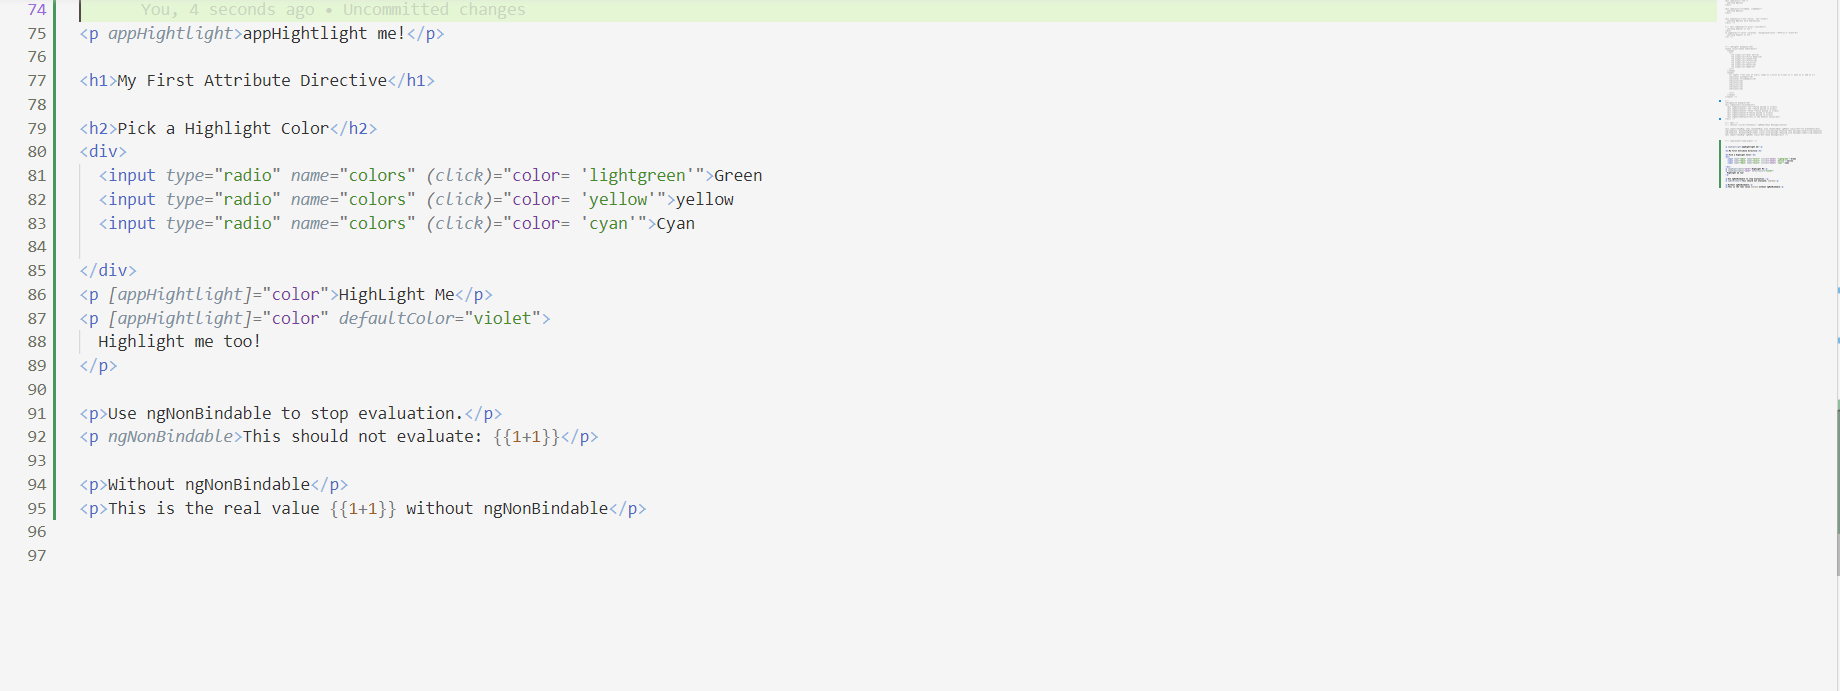 74 You, 4 seconds ago • Uncommitted changes
75 <p appHightlight>appHightlight me!</p>
76
77 <h1>My First Attribute Directive</h1>
78
79 <h2>Pick a Highlight Color</h2>
80 <div>
81   <input type="radio" name="colors" (click)="color= 'lightgreen'">Green
82   <input type="radio" name="colors" (click)="color= 'yellow'">yellow
83   <input type="radio" name="colors" (click)="color= 'cyan'">Cyan
84
85 </div>
86 <p [appHightlight]="color">HighLight Me</p>
87 <p [appHightlight]="color" defaultColor="violet">
88   Highlight me too!
89 </p>
90
91 <p>Use ngNonBindable to stop evaluation.</p>
92 <p ngNonBindable>This should not evaluate: {{1+1}}</p>
93
94 <p>Without ngNonBindable</p>
95 <p>This is the real value {{1+1}} without ngNonBindable</p>
96
97